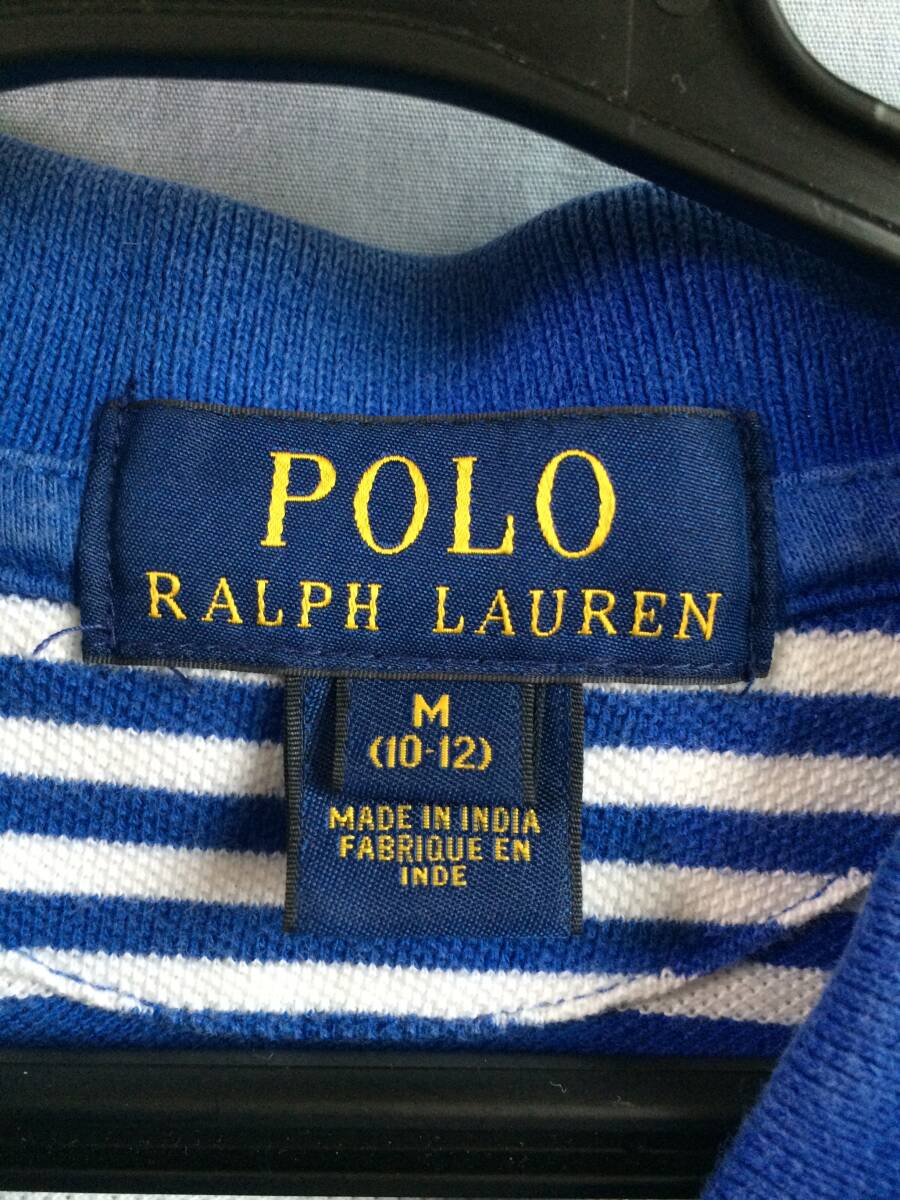 POLO
RALPH LAUREN
M
(10-12)
MADE IN INDIA
FABRIQUE EN
INDE